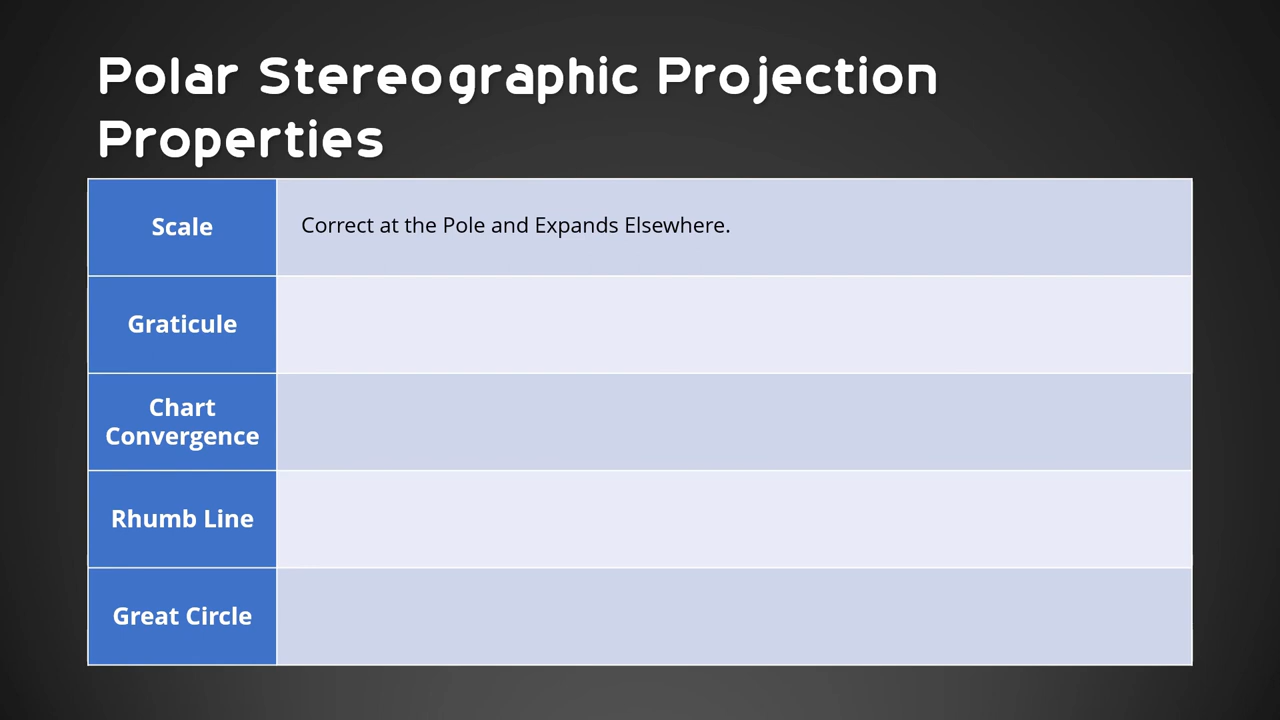 Polar Stereographic Projection
Properties
Scale
Correct at the Pole and Expands Elsewhere.
Graticule
Chart
Convergence
Rhumb Line
Great Circle